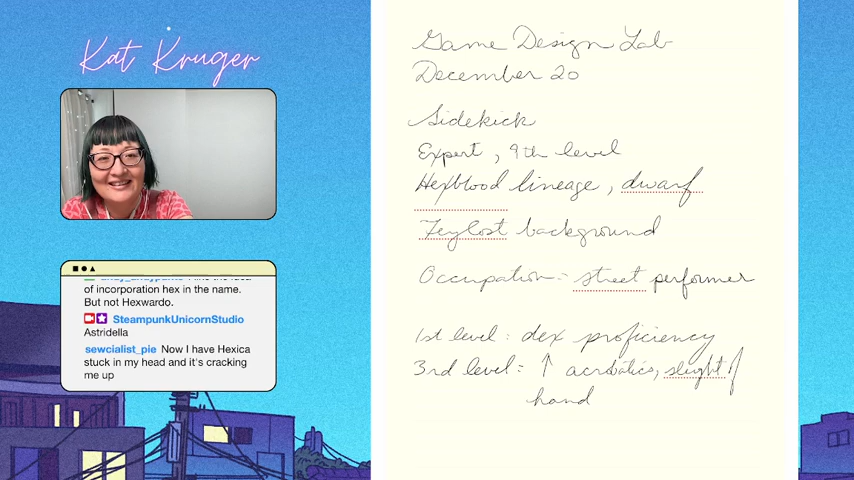 Kat Kruger
of incorporation hex in the name.
But not Hexwardo.
SteampunkUnicornStudio
Astridella
sewcialist_pie Now I have Hexica
stuck in my head and it's cracking
me up
Game Design Lab
December 20
Sidekick
Expert, 9th level
Hexblood lineage, dwarf
Feylost background
Occupation: street performer
1st level: dex proficiency
3rd level: ↑ acrobatics, slight of
hand